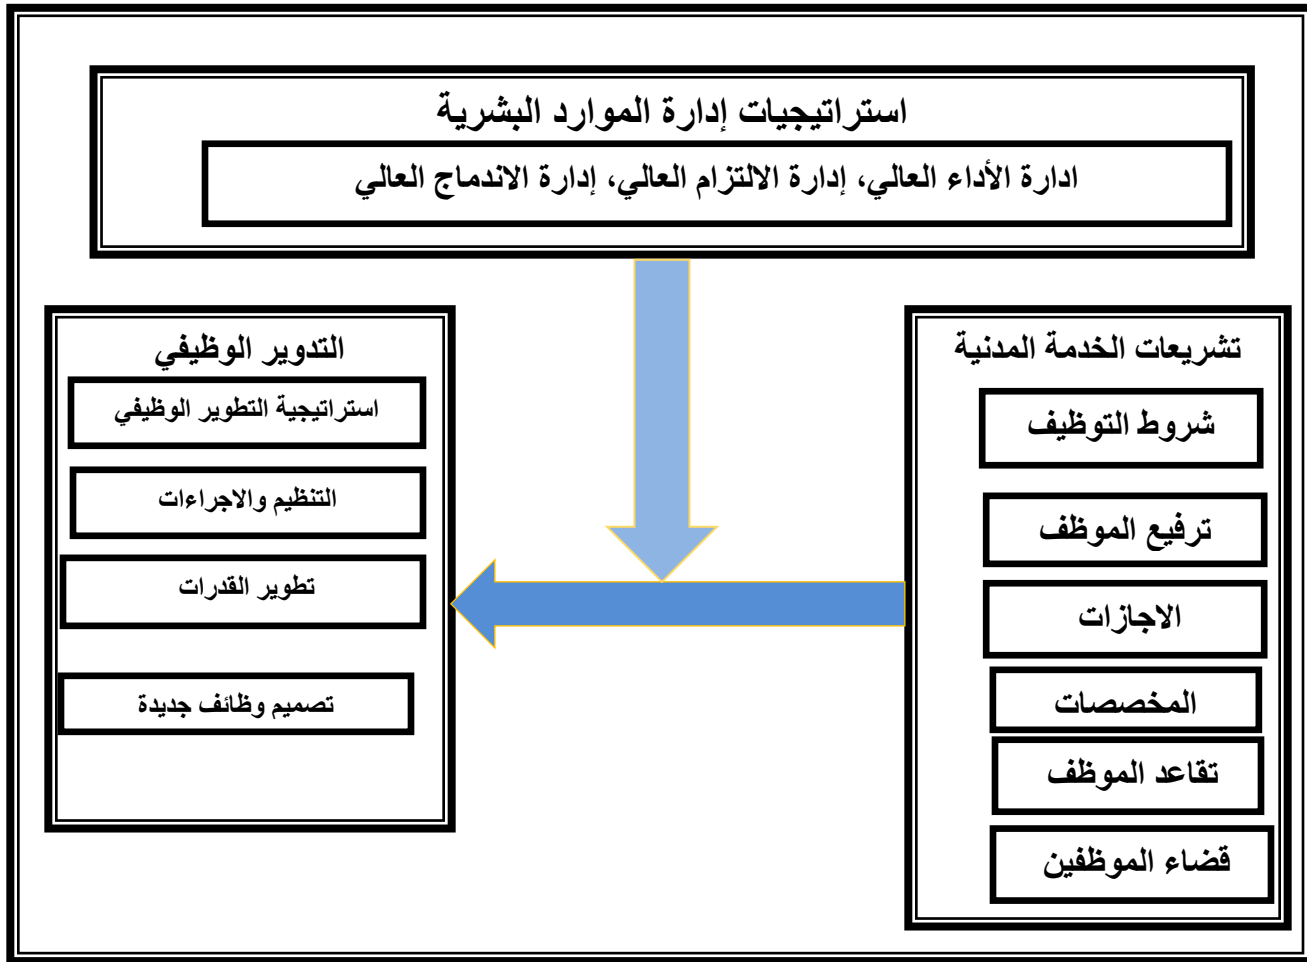 استراتيجيات إدارة الموارد البشرية
ادارة الأداء العالي، إدارة الالتزام العالي، إدارة الاندماج العالي
تشريعات الخدمة المدنية
شروط التوظيف
ترفيع الموظف
الاجازات
المخصصات
تقاعد الموظف
قضاء الموظفين
التدوير الوظيفي
استراتيجية التطوير الوظيفي
التنظيم والاجراءات
تطوير القدرات
تصميم وظائف جديدة